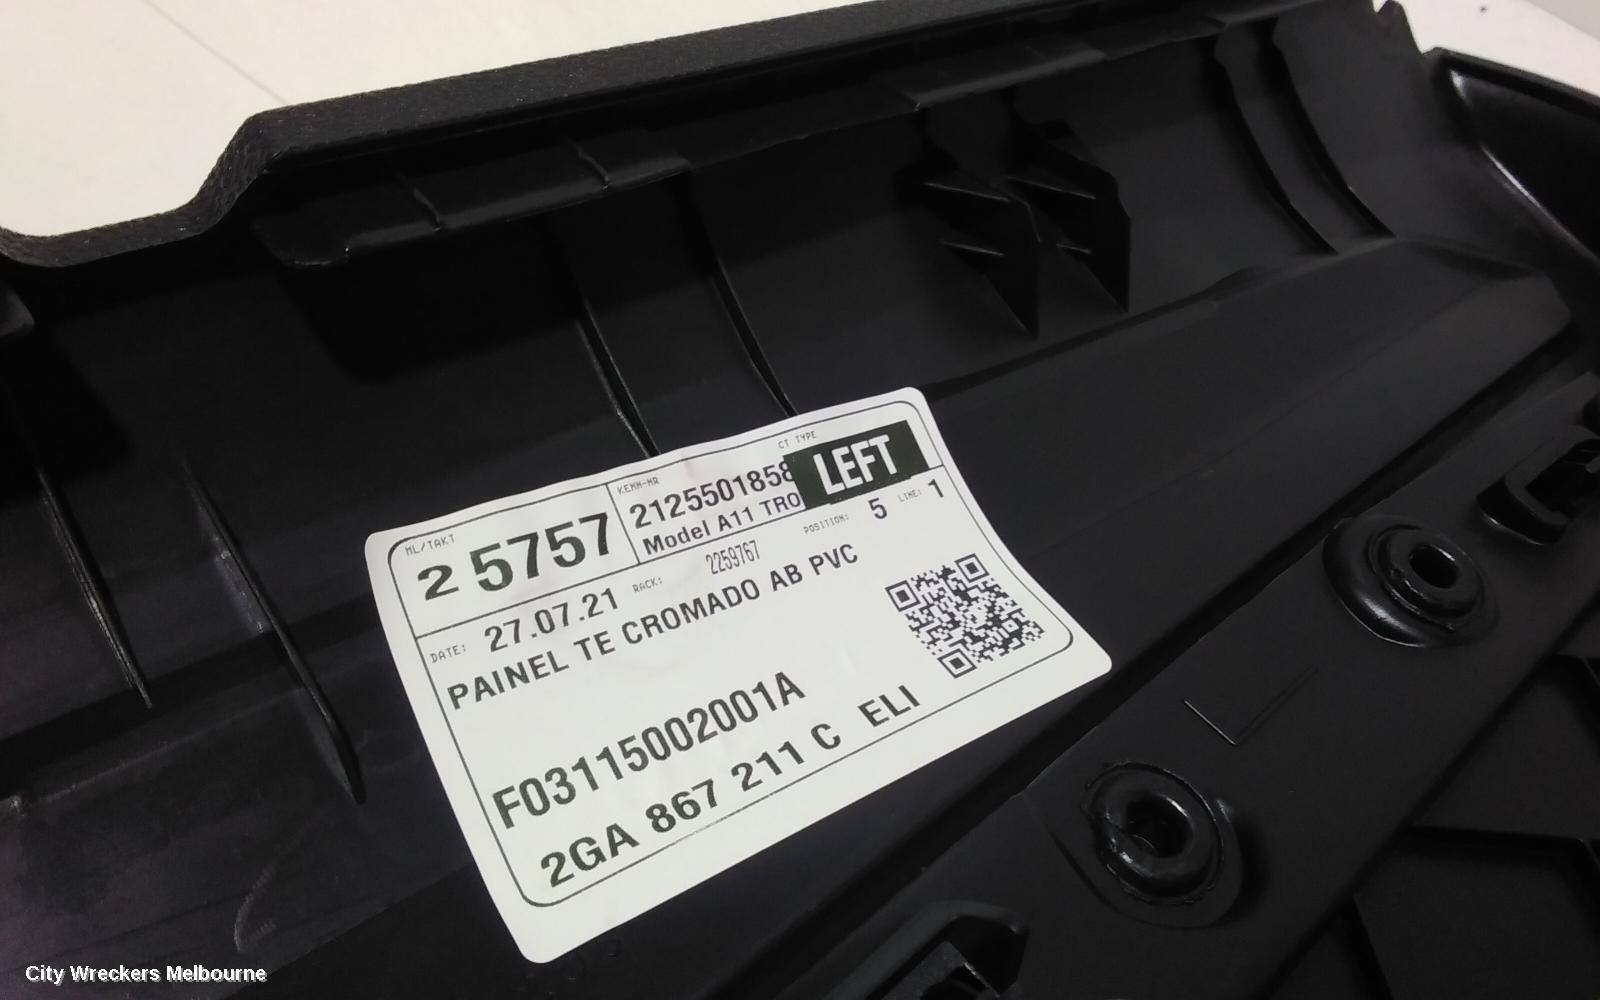 ML/TAKT
2 5757
KENN-NR
2125501858
CT TYPE
LEFT
Model A11 TRO
DATE: 27.07.21
RACK: 2259767
POSITION: 5
LINE: 1
PAINEL TE CROMADO AB PVC
F03115002001A
2GA 867 211 C ELI
City Wreckers Melbourne